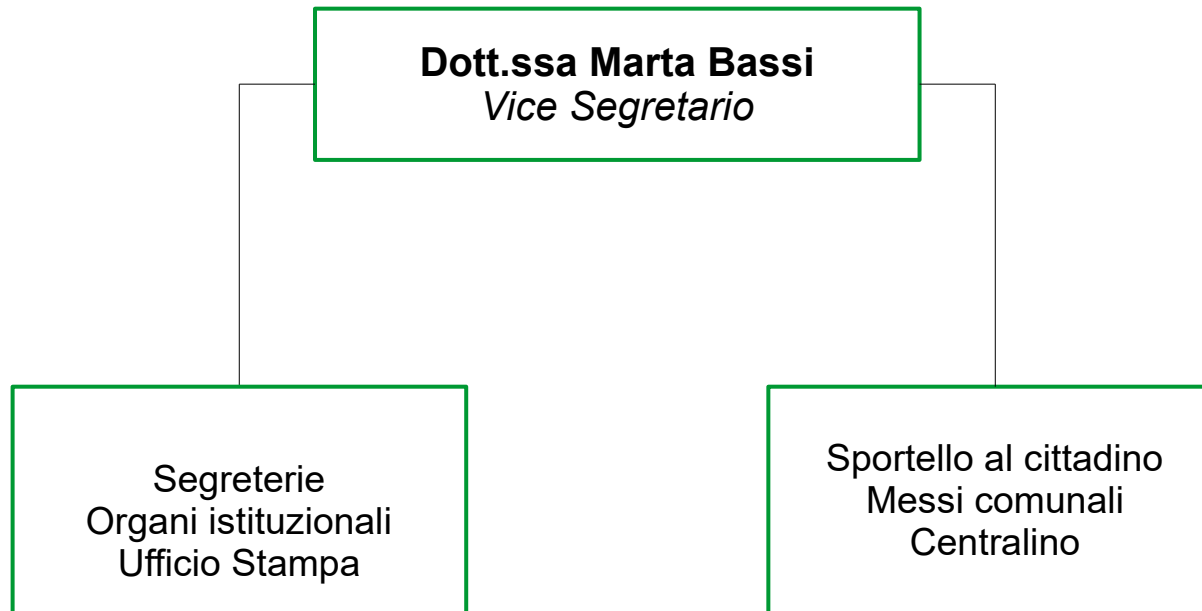 Dott.ssa Marta Bassi
Vice Segretario
Segreterie
Organi istituzionali
Ufficio Stampa
Sportello al cittadino
Messi comunali
Centralino